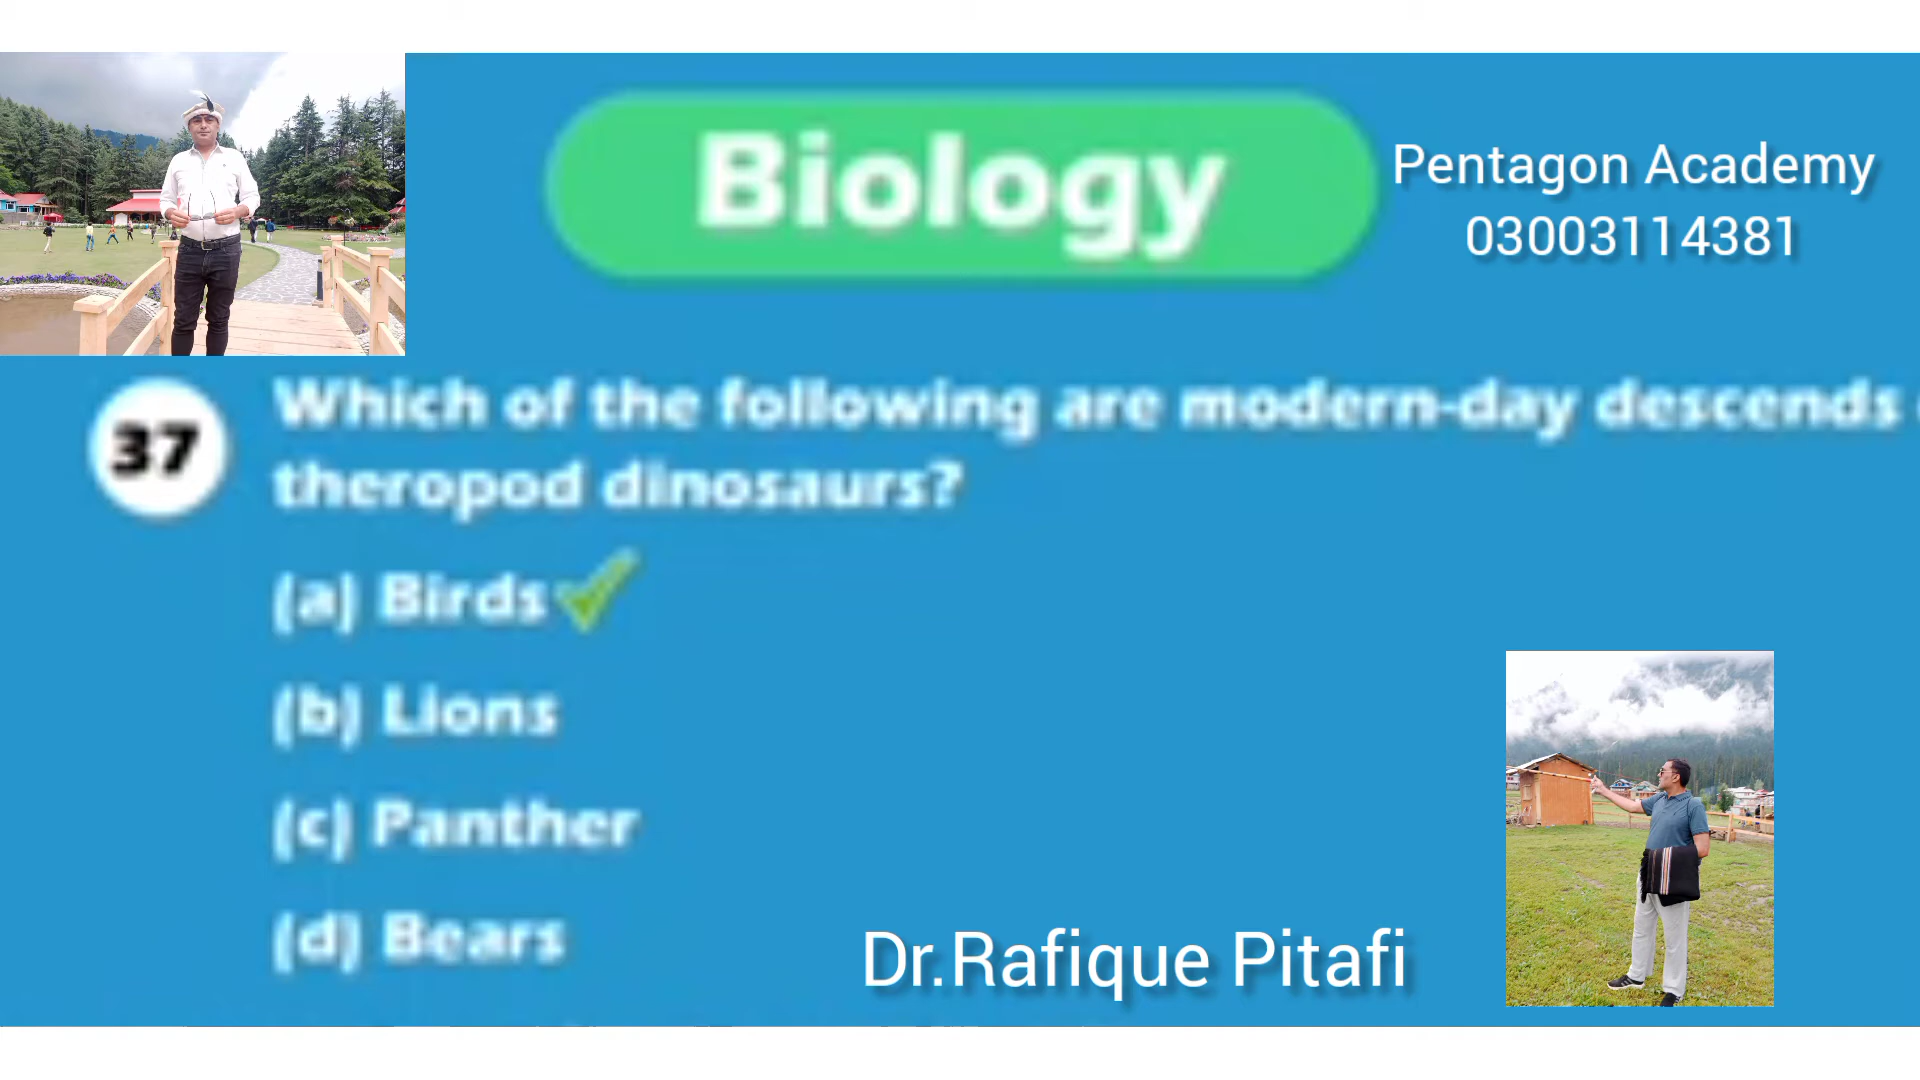 Biology
Pentagon Academy
03003114381
37
Which of the following are modern-day descends
theropod dinosaurs?
(a) Birds
(b) Lions
(c) Panther
(d) Bears
Dr.Rafique Pitafi